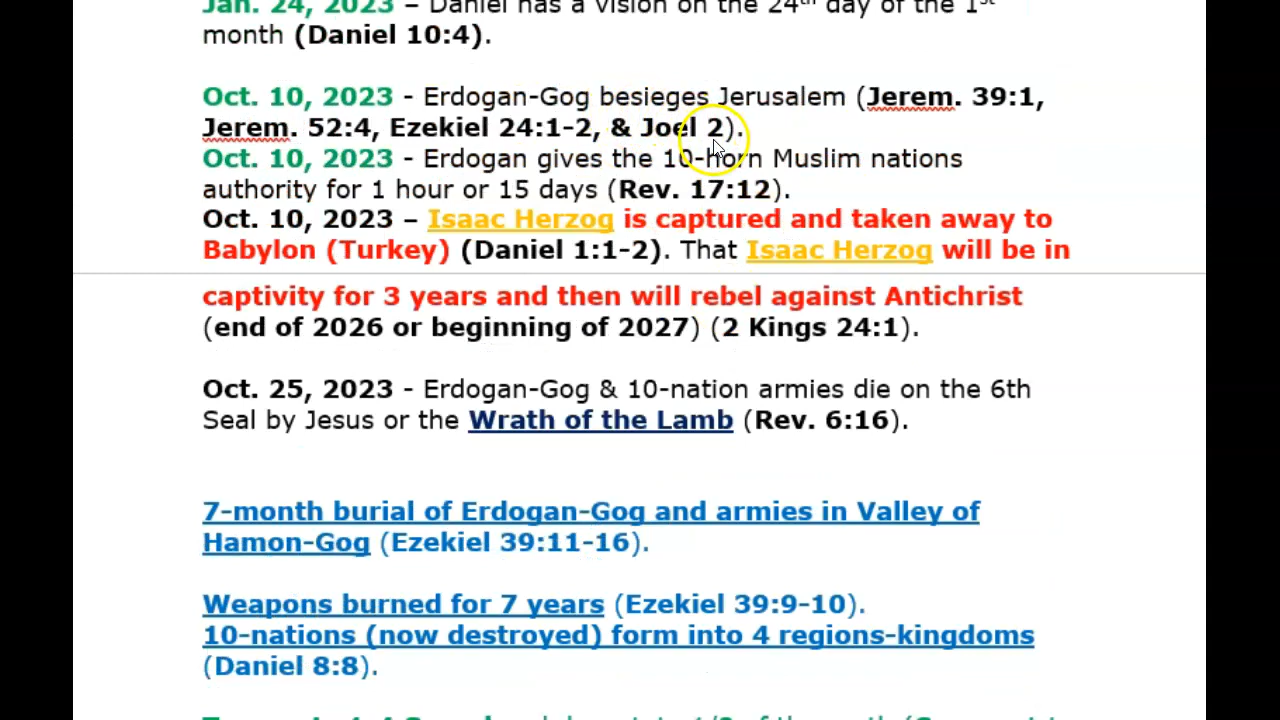 Jan. 24, 2023 – Daniel has a vision on the 24th day of the 1st
month (Daniel 10:4).
Oct. 10, 2023 - Erdogan-Gog besieges Jerusalem (Jerem. 39:1,
Jerem. 52:4, Ezekiel 24:1-2, & Joel 2).
Oct. 10, 2023 - Erdogan gives the 10-horn Muslim nations
authority for 1 hour or 15 days (Rev. 17:12).
Oct. 10, 2023 – Isaac Herzog is captured and taken away to
Babylon (Turkey) (Daniel 1:1-2). That Isaac Herzog will be in
captivity for 3 years and then will rebel against Antichrist
(end of 2026 or beginning of 2027) (2 Kings 24:1).
Oct. 25, 2023 - Erdogan-Gog & 10-nation armies die on the 6th
Seal by Jesus or the Wrath of the Lamb (Rev. 6:16).
7-month burial of Erdogan-Gog and armies in Valley of
Hamon-Gog (Ezekiel 39:11-16).
Weapons burned for 7 years (Ezekiel 39:9-10).
10-nations (now destroyed) form into 4 regions-kingdoms
(Daniel 8:8).